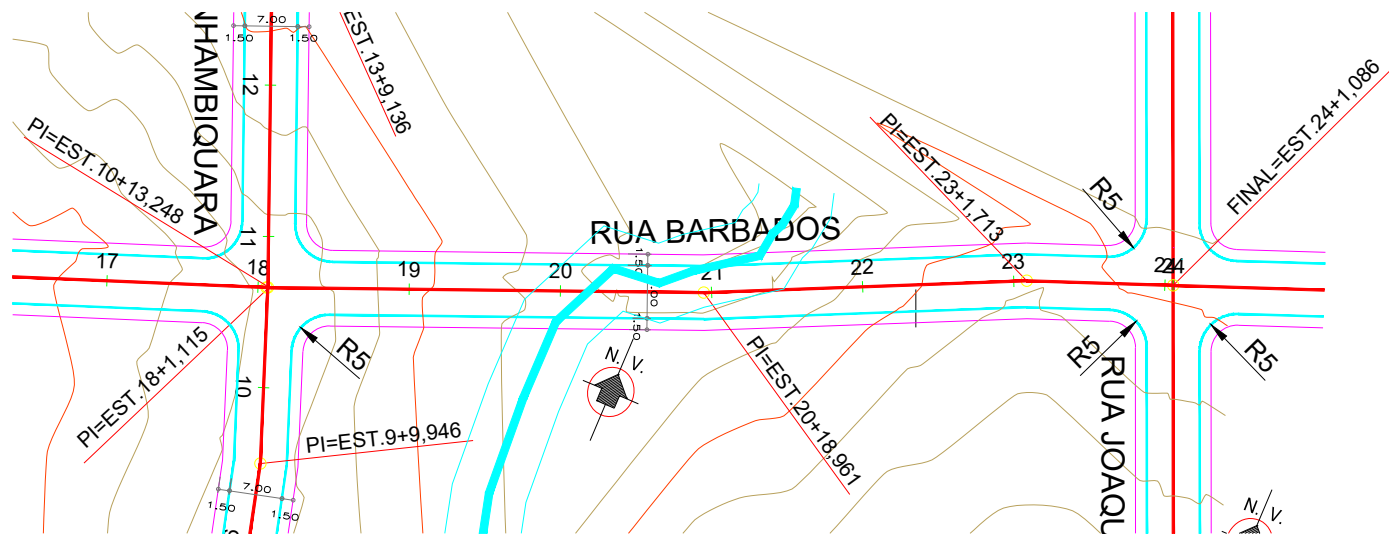 7.00
1.50
1.50
NHAMBIQUARA
EST.13+9,136
12
PI=EST.10+13,248
PI=EST.23+1,713
FINAL=EST.24+1,086
R5
11
RUA BARBADOS
17
18
19
20
21
22
23
24
24
1.50
1.50
PI=EST.18+1,115
R5
N. V.
PI=EST.20+18,961
R5
R5
RUA JOAQU
10
PI=EST.9+9,946
7.00
1.50
1.50
N. V.